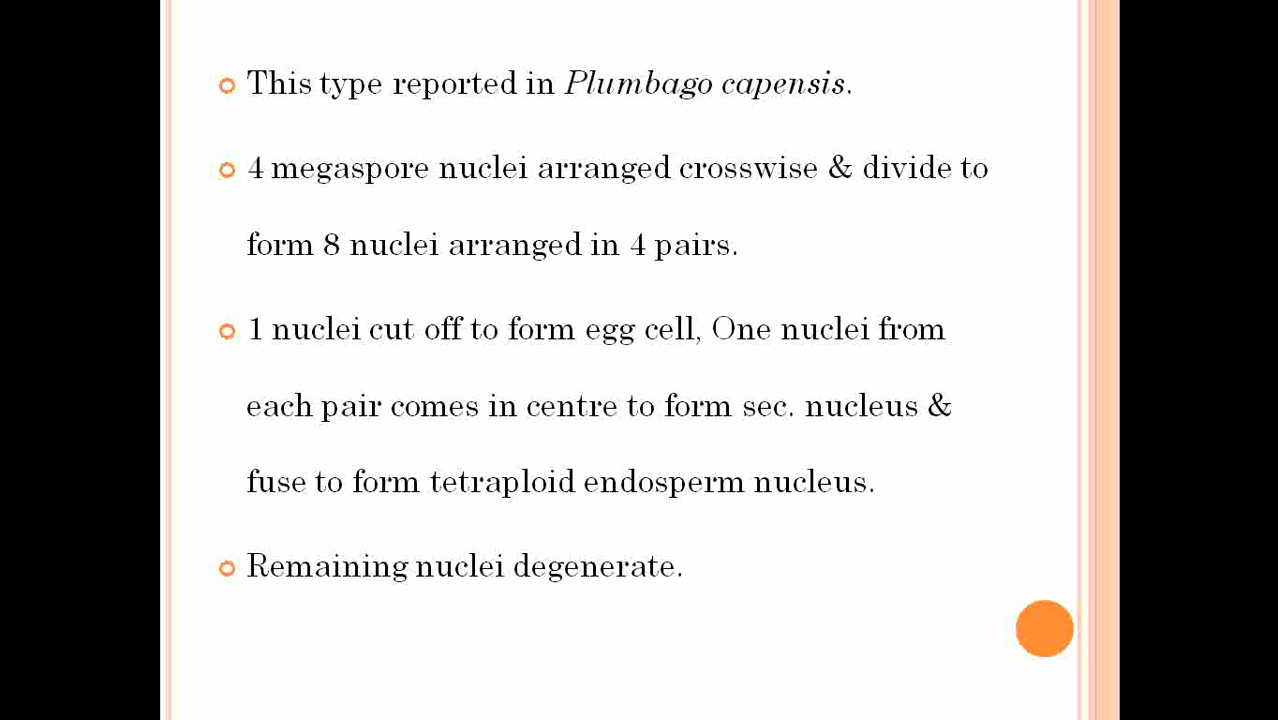 This type reported in Plumbago capensis.
4 megaspore nuclei arranged crosswise & divide to
form 8 nuclei arranged in 4 pairs.
1 nuclei cut off to form egg cell, One nuclei from
each pair comes in centre to form sec. nucleus &
fuse to form tetraploid endosperm nucleus.
Remaining nuclei degenerate.